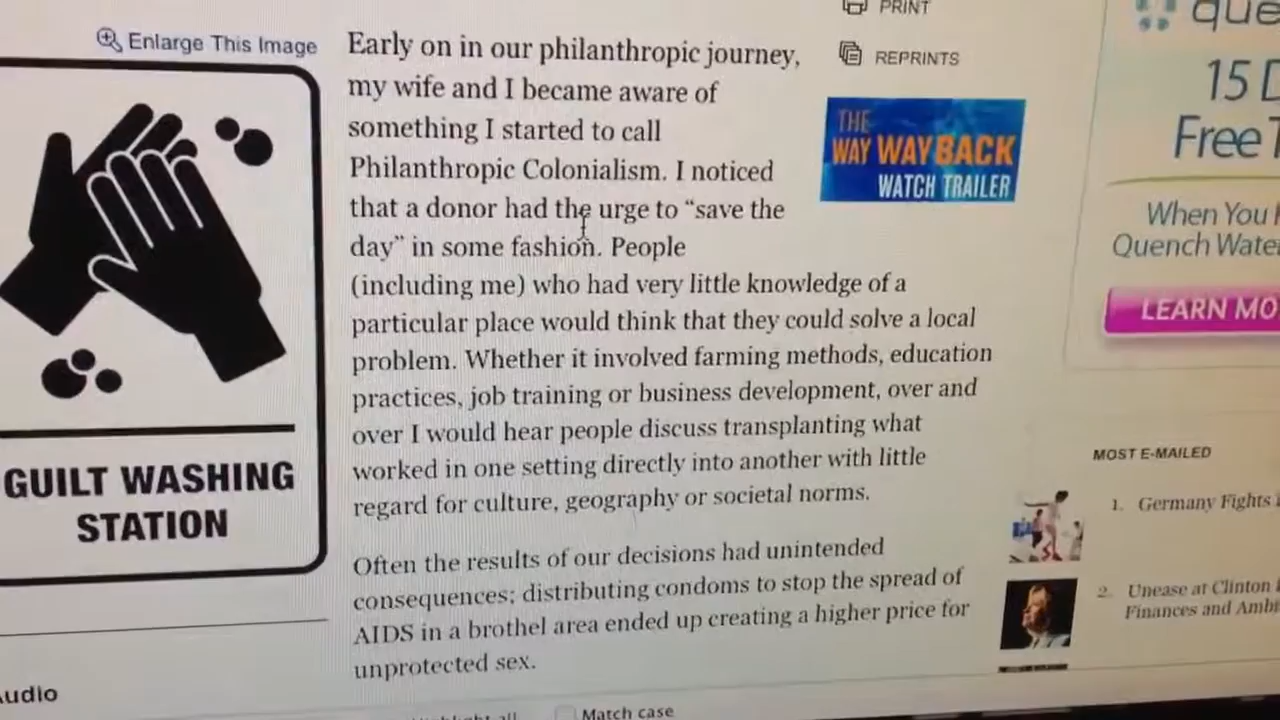 Enlarge This Image
GUILT WASHING
STATION
Early on in our philanthropic journey,
my wife and I became aware of
something I started to call
Philanthropic Colonialism. I noticed
that a donor had the urge to “save the
day” in some fashion. People
(including me) who had very little knowledge of a
particular place would think that they could solve a local
problem. Whether it involved farming methods, education
practices, job training or business development, over and
over I would hear people discuss transplanting what
worked in one setting directly into another with little
regard for culture, geography or societal norms.
Often the results of our decisions had unintended
consequences; distributing condoms to stop the spread of
AIDS in a brothel area ended up creating a higher price for
unprotected sex.
PRINT
REPRINTS
THE
WAY WAY BACK
WATCH TRAILER
que
15 D
Free T
When You
Quench Wate
LEARN MO
MOST E-MAILED
1. Germany Fights
2. Unease at Clinton
Finances and Amb
Audio
Match case